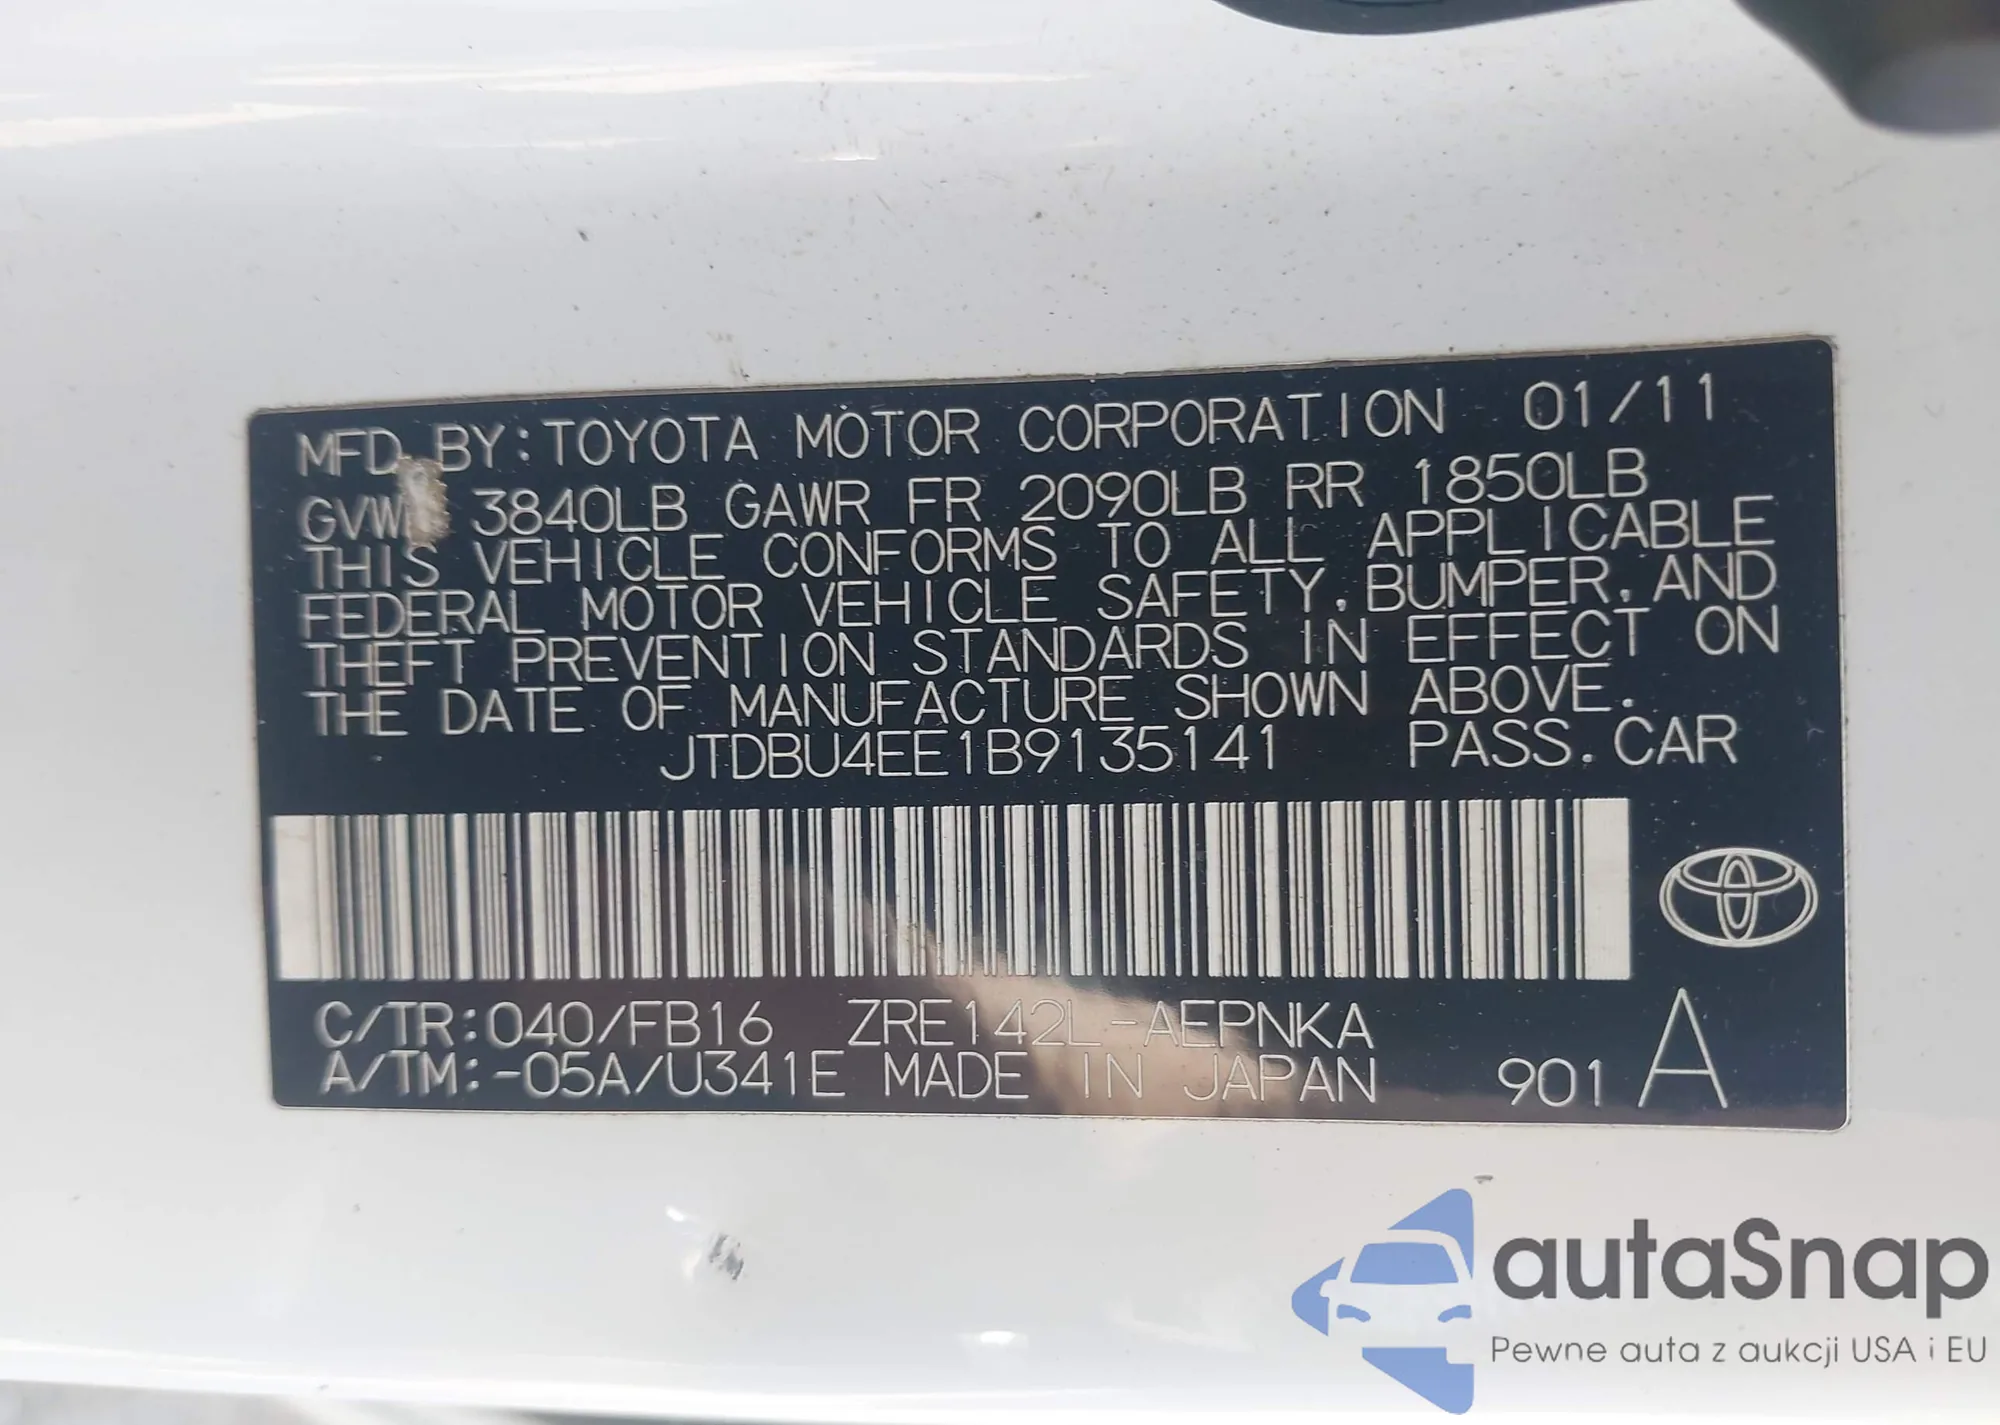 MFD. BY:TOYOTA MOTOR CORPORATION 01/11
GVWR 3840LB GAWR FR 2090LB RR 1850LB
THIS VEHICLE CONFORMS TO ALL APPLICABLE
FEDERAL MOTOR VEHICLE SAFETY,BUMPER,AND
THEFT PREVENTION STANDARDS IN EFFECT ON
THE DATE OF MANUFACTURE SHOWN ABOVE.
JTDBU4EE1B9135141 PASS.CAR
C/TR:040/FB16 ZRE142L-AEPNKA
A/TM:-05A/U341E MADE IN JAPAN 901 A
autaSnap
Pewne auta z aukcji USA i EU